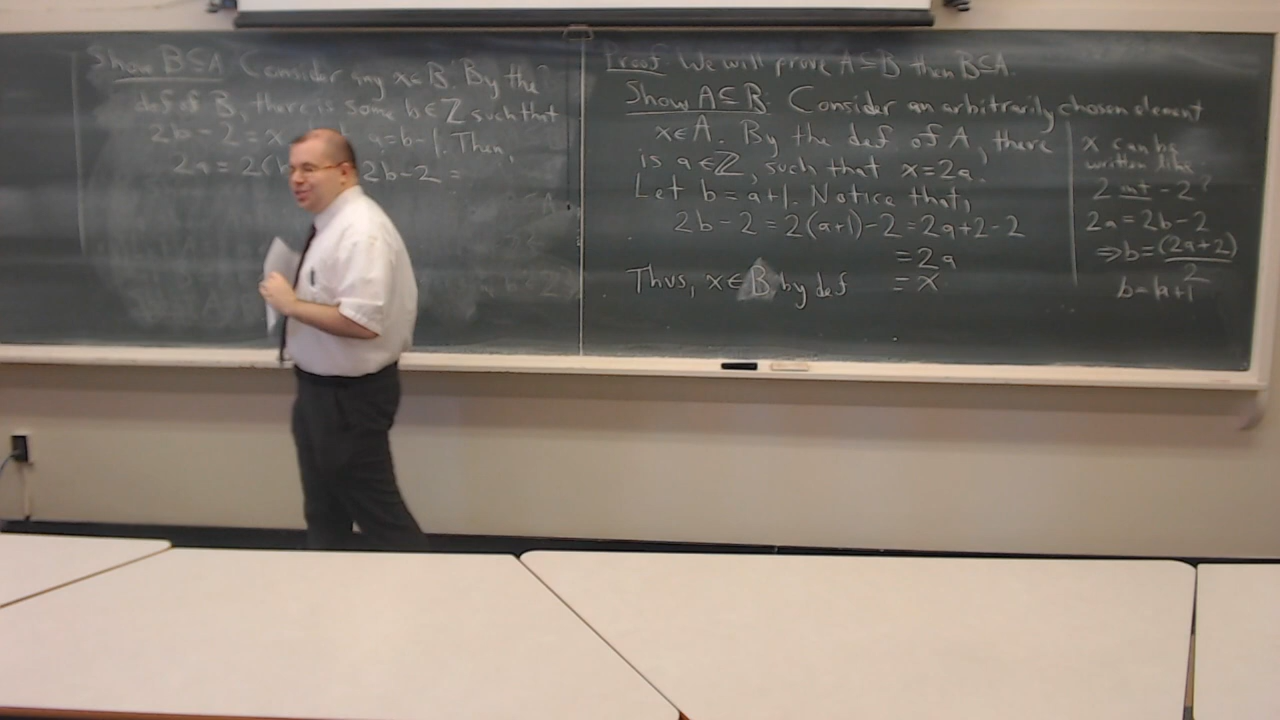 Proof: We will prove A⊆B then B⊆A.
Show A⊆B: Consider an arbitrarily chosen element
x∈A. By the def of A, there
is a∈ℤ, such that x=2a.
Let b=a+1. Notice that,
2b-2=2(a+1)-2=2a+2-2
=2a
Thus, x∈B by def =x
x can be
written like
2 int -2?
2a=2b-2
⇒b=(2a+2)/2
b=a+1
Show B⊆A: Consider any x∈B. By the
def of B, there is some b∈ℤ such that
2b-2=x a=b-1. Then,
2a=2( 2b-2=